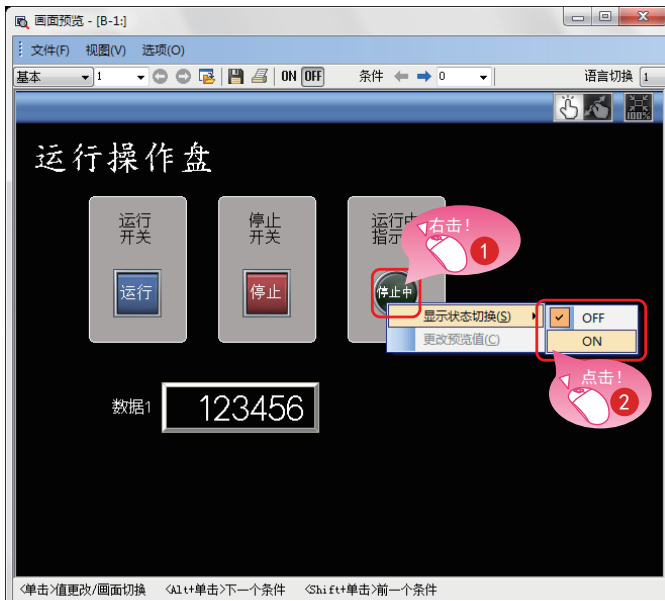 画面预览 - [B-1:]
文件(F) 视图(V) 选项(O)
基本 1 ON OFF 条件 0 语言切换 1
100%
运行操作盘
运行
开关
停止
开关
运行中
指示
右击!
1
运行
停止
停止中
显示状态切换(S)
OFF
更改预览值(C)
ON
点击!
2
数据1 123456
<单击>值更改/画面切换 <Alt+单击>下一个条件 <Shift+单击>前一个条件